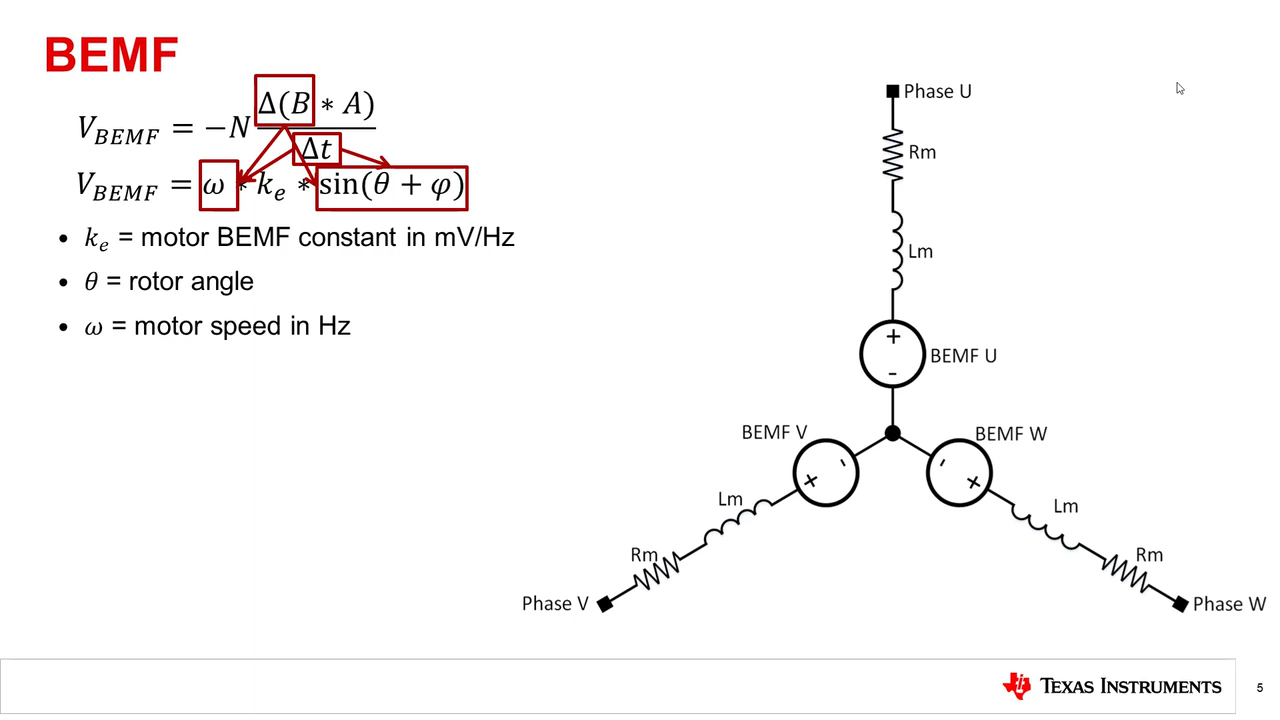 BEMF
V_BEMF = −N Δ(B ∗ A) / Δt
V_BEMF = ω ∗ k_e ∗ sin(θ + φ)
• k_e = motor BEMF constant in mV/Hz
• θ = rotor angle
• ω = motor speed in Hz
Phase U
Rm
Lm
+
BEMF U
-
BEMF V
BEMF W
- +
- +
Lm
Lm
Rm
Rm
Phase V
Phase W
TEXAS INSTRUMENTS
5